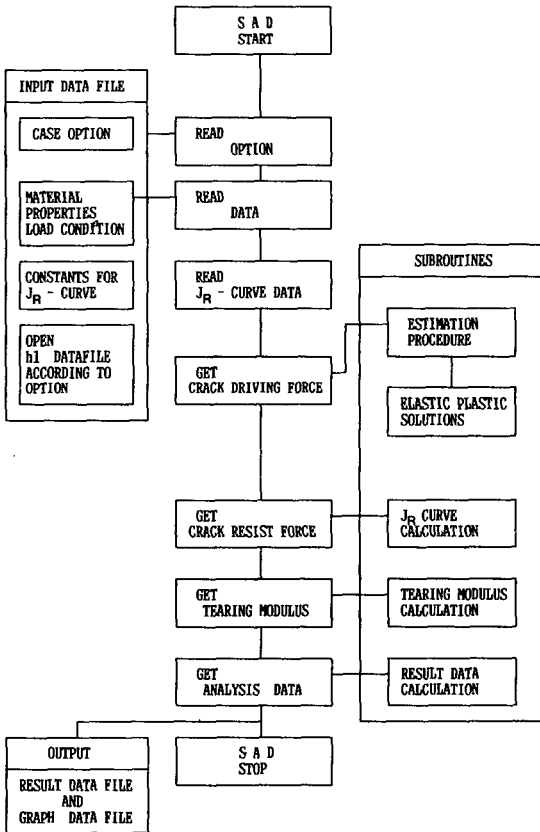 S A D
START
INPUT DATA FILE
CASE OPTION
MATERIAL
PROPERTIES
LOAD CONDITION
CONSTANTS FOR
JR - CURVE
OPEN
h1 DATAFILE
ACCORDING TO
OPTION
READ
OPTION
READ
DATA
READ
JR - CURVE DATA
GET
CRACK DRIVING FORCE
GET
CRACK RESIST FORCE
GET
TEARING MODULUS
GET
ANALYSIS DATA
SUBROUTINES
ESTIMATION
PROCEDURE
ELASTIC PLASTIC
SOLUTIONS
JR CURVE
CALCULATION
TEARING MODULUS
CALCULATION
RESULT DATA
CALCULATION
OUTPUT
RESULT DATA FILE
AND
GRAPH DATA FILE
S A D
STOP